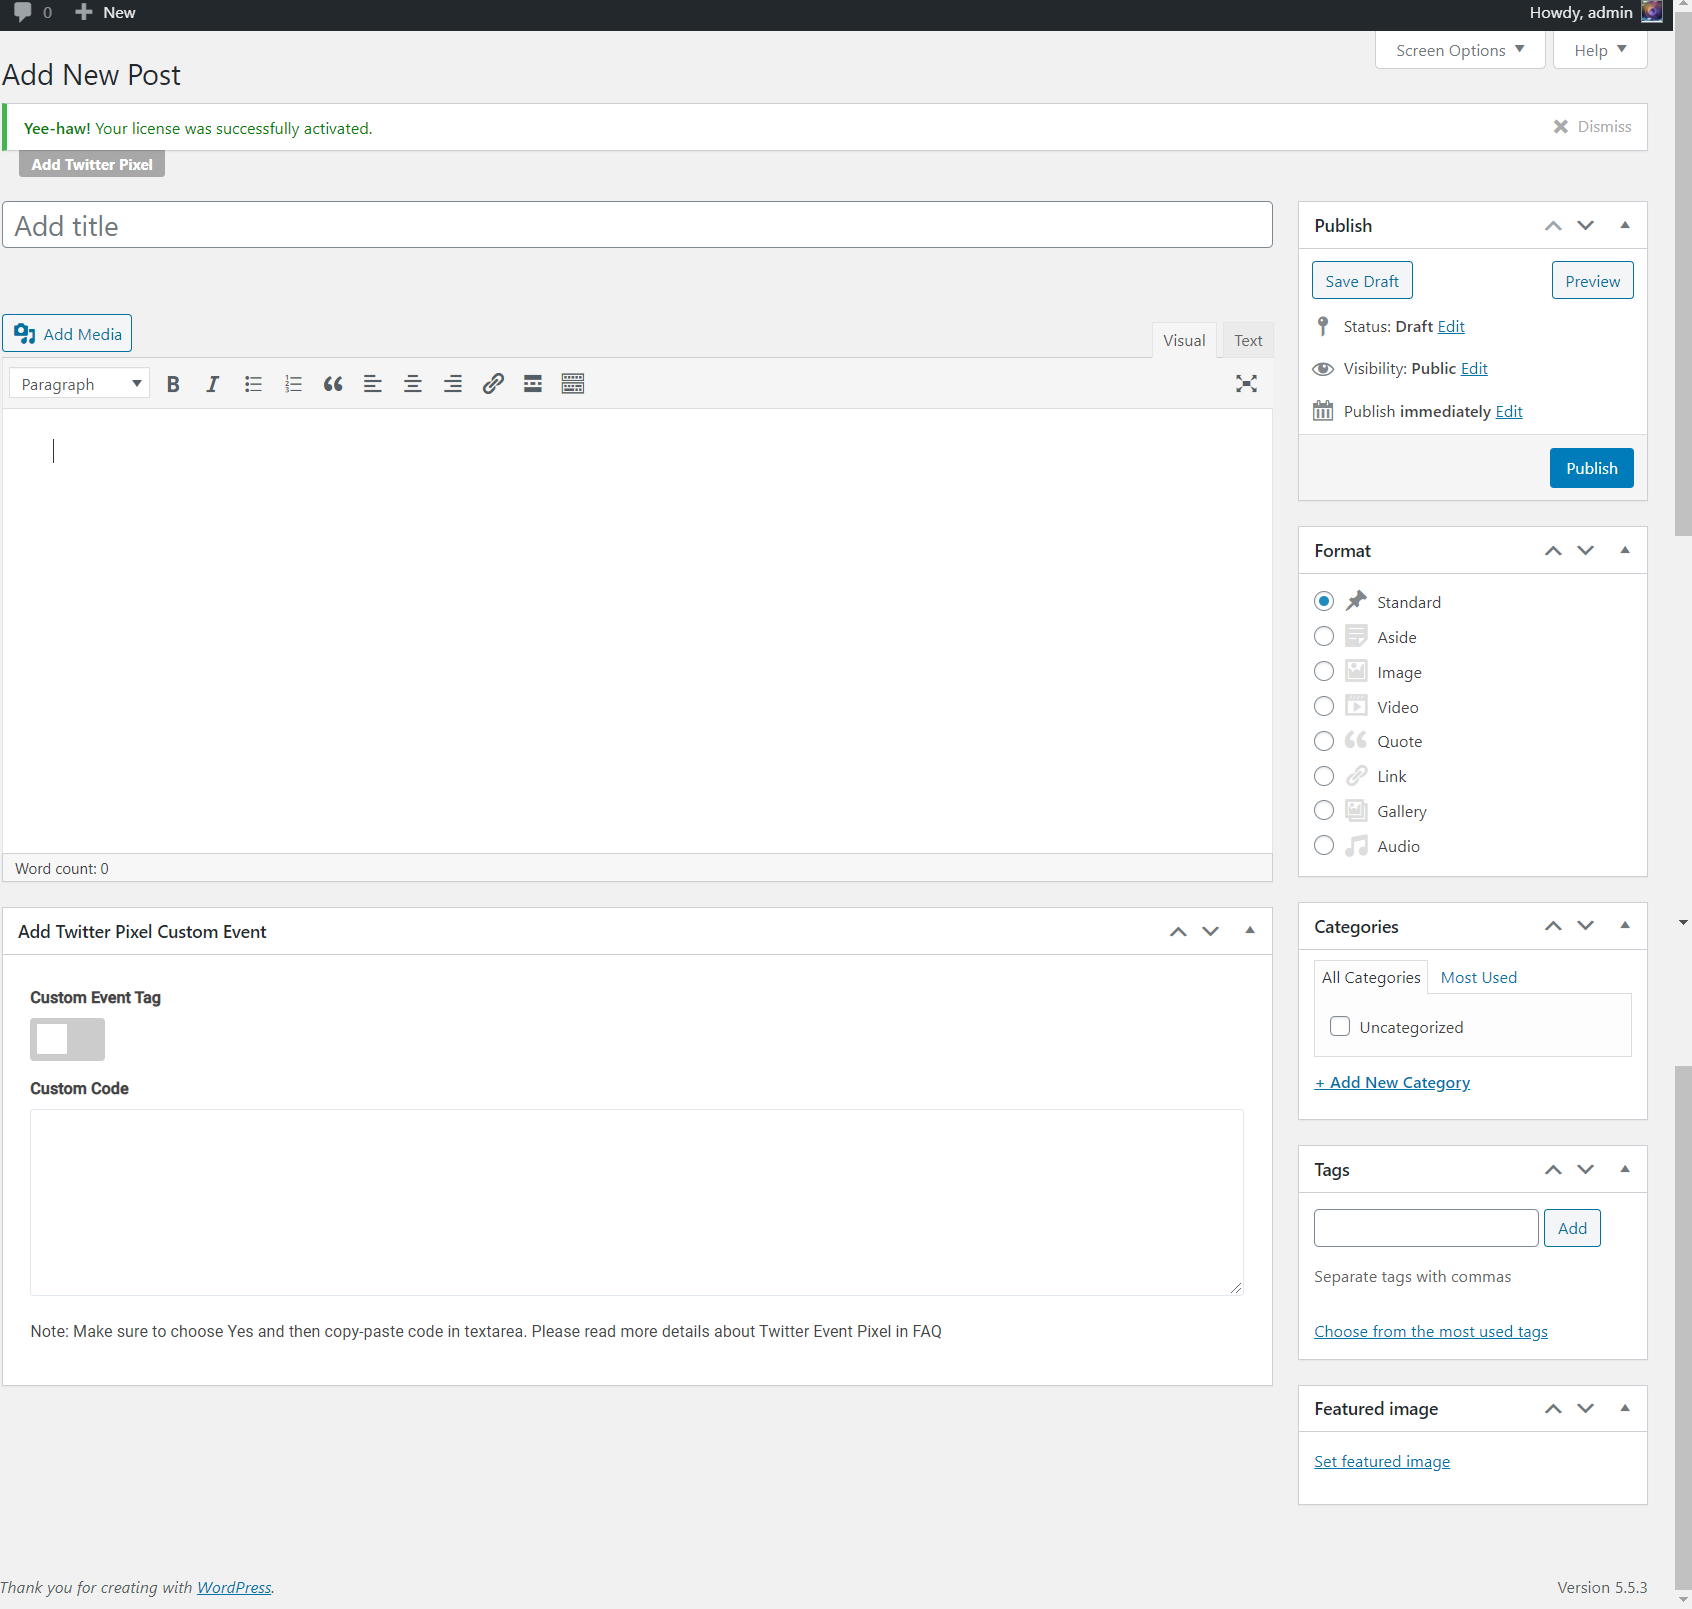 0 New
Howdy, admin
Screen Options
Help
Add New Post
Yee-haw! Your license was successfully activated.
Dismiss
Add Twitter Pixel
Add title
Add Media
Visual
Text
Paragraph
Word count: 0
Add Twitter Pixel Custom Event
Custom Event Tag
Custom Code
Note: Make sure to choose Yes and then copy-paste code in textarea. Please read more details about Twitter Event Pixel in FAQ
Publish
Save Draft
Preview
Status: Draft Edit
Visibility: Public Edit
Publish immediately Edit
Publish
Format
Standard
Aside
Image
Video
Quote
Link
Gallery
Audio
Categories
All Categories
Most Used
Uncategorized
+ Add New Category
Tags
Add
Separate tags with commas
Choose from the most used tags
Featured image
Set featured image
Thank you for creating with WordPress.
Version 5.5.3